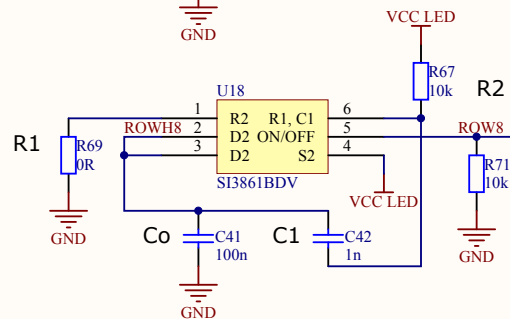 GND
VCC LED
R67
10k
R2
U18
1
R2
R1, C1
6
ROWH8
2
D2
ON/OFF
5
ROW8
3
D2
S2
4
SI3861BDV
R1
R69
0R
R71
10k
VCC LED
GND
Co
C41
100n
C1
C42
1n
GND
GND